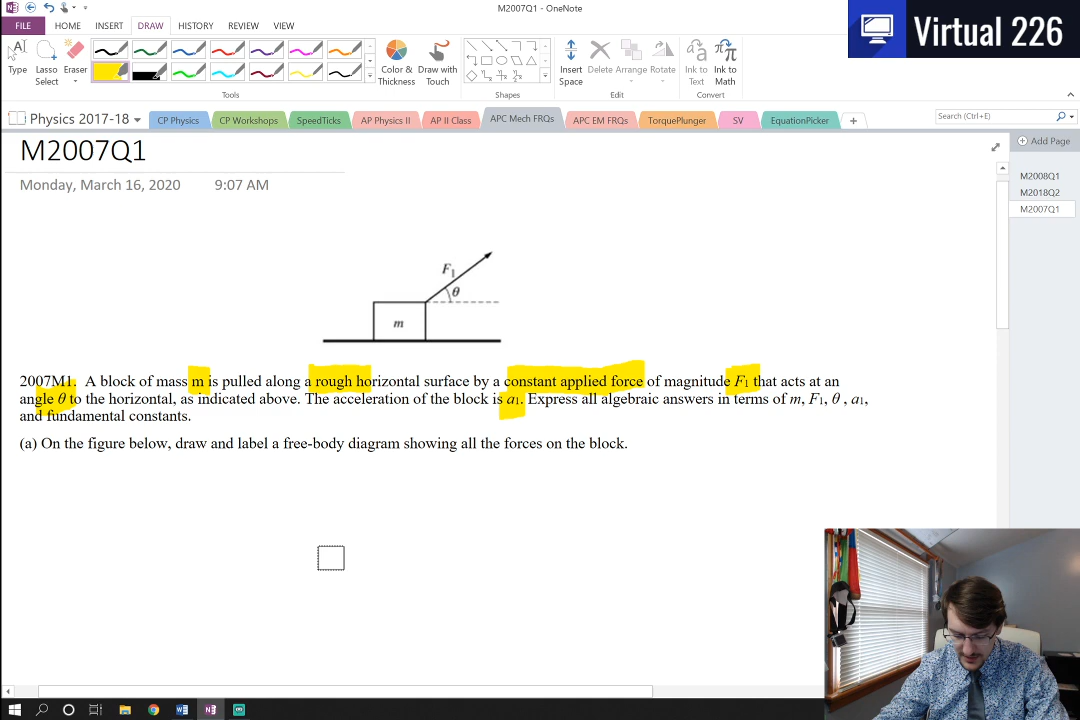 M2007Q1 - OneNote
Virtual 226
FILE HOME INSERT DRAW HISTORY REVIEW VIEW
Type
Lasso Select
Eraser
Color & Thickness
Draw with Touch
Insert Space
Delete
Arrange
Rotate
Ink to Text
Ink to Math
Tools Shapes Edit Convert
Physics 2017-18 CP Physics CP Workshops SpeedTicks AP Physics II AP II Class APC Mech FRQs APC EM FRQs TorquePlunger SV EquationPicker Search (Ctrl+E)
Add Page
M2008Q1
M2018Q2
M2007Q1
M2007Q1
Monday, March 16, 2020 9:07 AM
F1
θ
m
2007M1. A block of mass m is pulled along a rough horizontal surface by a constant applied force of magnitude F1 that acts at an
angle θ to the horizontal, as indicated above. The acceleration of the block is a1. Express all algebraic answers in terms of m, F1, θ , a1,
and fundamental constants.
(a) On the figure below, draw and label a free-body diagram showing all the forces on the block.